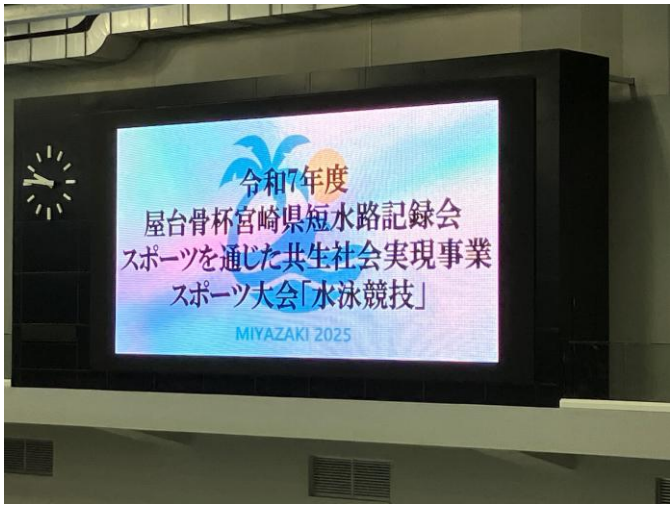 令和7年度
屋台骨杯宮崎県短水路記録会
スポーツを通じた共生社会実現事業
スポーツ大会「水泳競技」
MIYAZAKI 2025